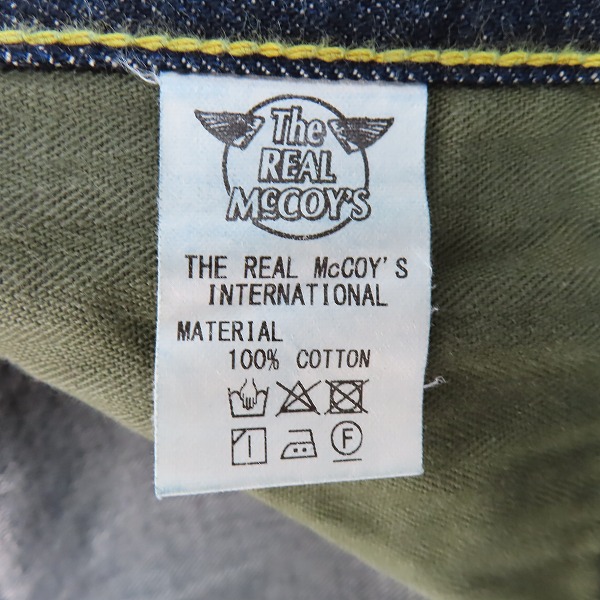 The
REAL
McCOY'S
THE REAL McCOY'S
INTERNATIONAL
MATERIAL
100% COTTON
F